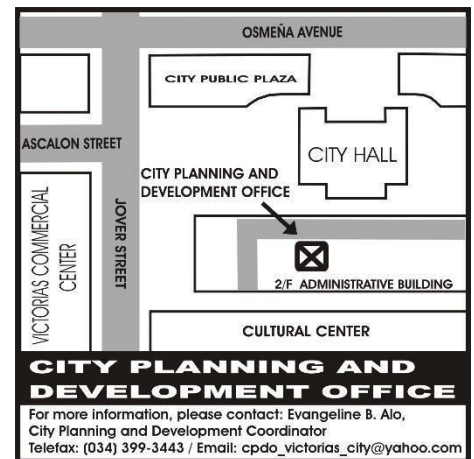 OSMEÑA AVENUE
CITY PUBLIC PLAZA
ASCALON STREET
CITY HALL
CITY PLANNING AND
DEVELOPMENT OFFICE
VICTORIAS COMMERCIAL
CENTER
JOVER STREET
2/F ADMINISTRATIVE BUILDING
CULTURAL CENTER
CITY PLANNING AND
DEVELOPMENT OFFICE
For more information, please contact: Evangeline B. Alo,
City Planning and Development Coordinator
Telefax: (034) 399-3443 / Email: cpdo_victorias_city@yahoo.com